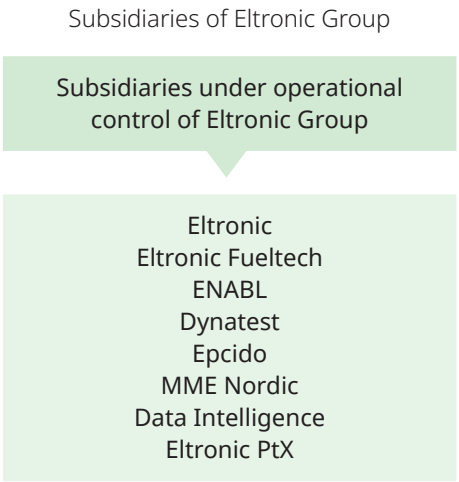 Subsidiaries of Eltronic Group
Subsidiaries under operational
control of Eltronic Group
Eltronic
Eltronic Fueltech
ENABL
Dynatest
Epcido
MME Nordic
Data Intelligence
Eltronic PtX